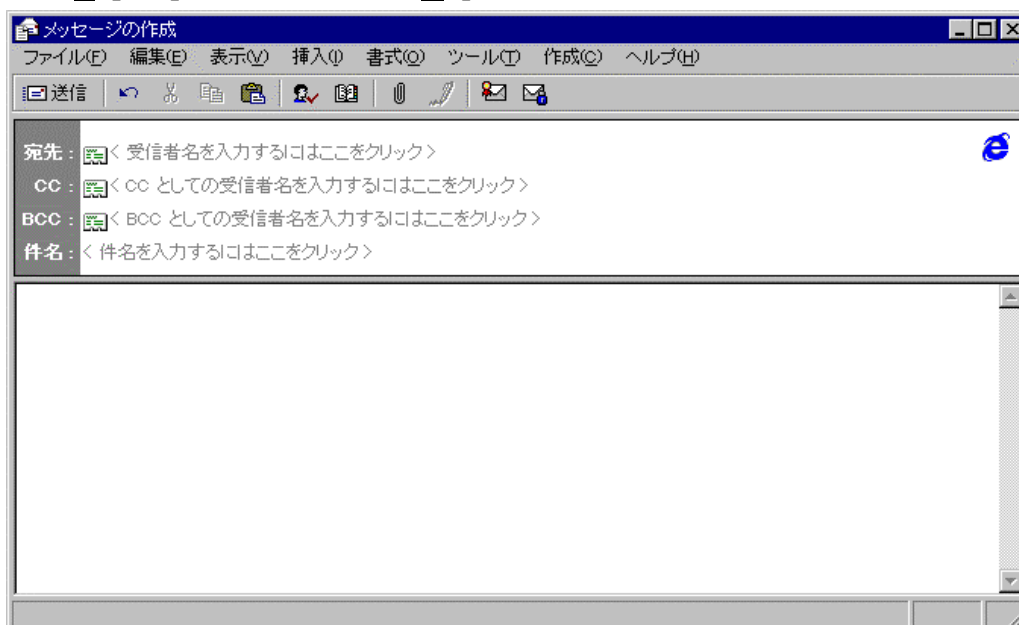 メッセージの作成
ファイル(F) 編集(E) 表示(V) 挿入(I) 書式(O) ツール(T) 作成(C) ヘルプ(H)
送信
宛先 : < 受信者名を入力するにはここをクリック >
CC : < CC としての受信者名を入力するにはここをクリック >
BCC : < BCC としての受信者名を入力するにはここをクリック >
件名 : < 件名を入力するにはここをクリック >